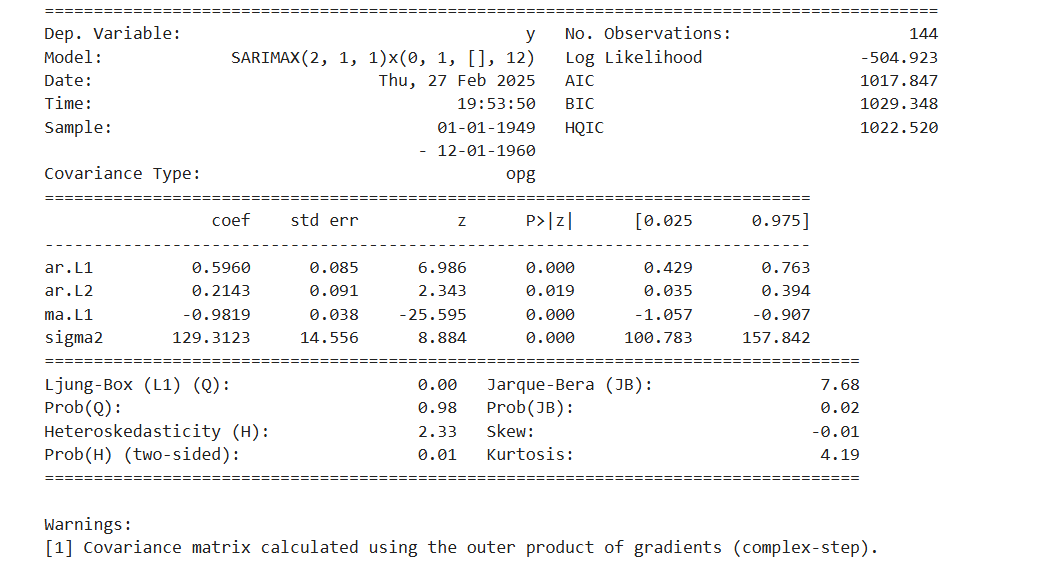 ==============================================================================================
Dep. Variable:                                  y   No. Observations:                  144
Model:             SARIMAX(2, 1, 1)x(0, 1, [], 12)   Log Likelihood                -504.923
Date:                            Thu, 27 Feb 2025   AIC                           1017.847
Time:                                    19:53:50   BIC                           1029.348
Sample:                                01-01-1949   HQIC                          1022.520
- 12-01-1960
Covariance Type:                              opg
==============================================================================
                 coef    std err          z      P>|z|      [0.025      0.975]
------------------------------------------------------------------------------
ar.L1          0.5960      0.085      6.986      0.000       0.429       0.763
ar.L2          0.2143      0.091      2.343      0.019       0.035       0.394
ma.L1         -0.9819      0.038    -25.595      0.000      -1.057      -0.907
sigma2       129.3123     14.556      8.884      0.000     100.783     157.842
===================================================================================
Ljung-Box (L1) (Q):                   0.00   Jarque-Bera (JB):                 7.68
Prob(Q):                              0.98   Prob(JB):                         0.02
Heteroskedasticity (H):               2.33   Skew:                            -0.01
Prob(H) (two-sided):                  0.01   Kurtosis:                         4.19
===================================================================================
Warnings:
[1] Covariance matrix calculated using the outer product of gradients (complex-step).